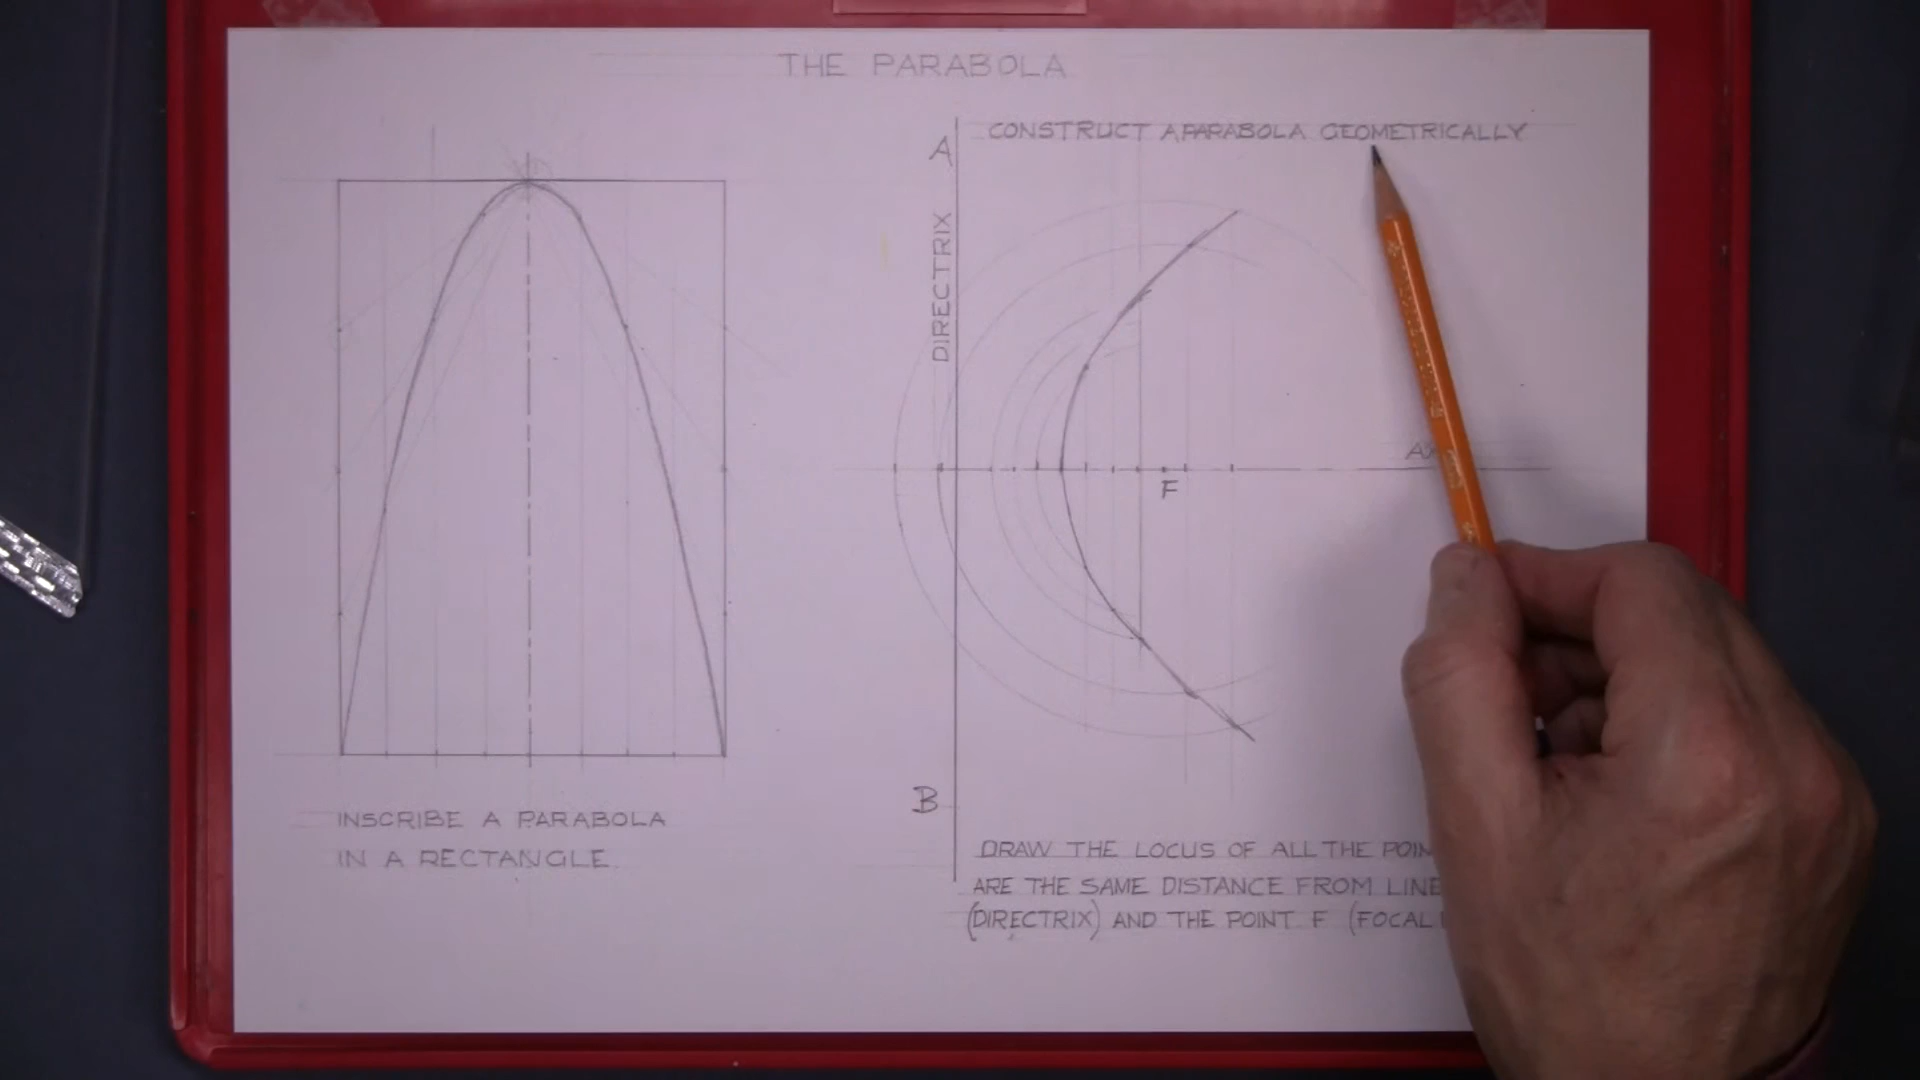 THE PARABOLA
CONSTRUCT A PARABOLA GEOMETRICALLY
A
DIRECTRIX
F
B
INSCRIBE A PARABOLA
IN A RECTANGLE.
DRAW THE LOCUS OF ALL THE
ARE THE SAME DISTANCE FROM LINE
(DIRECTRIX) AND THE POINT F (FOCAL